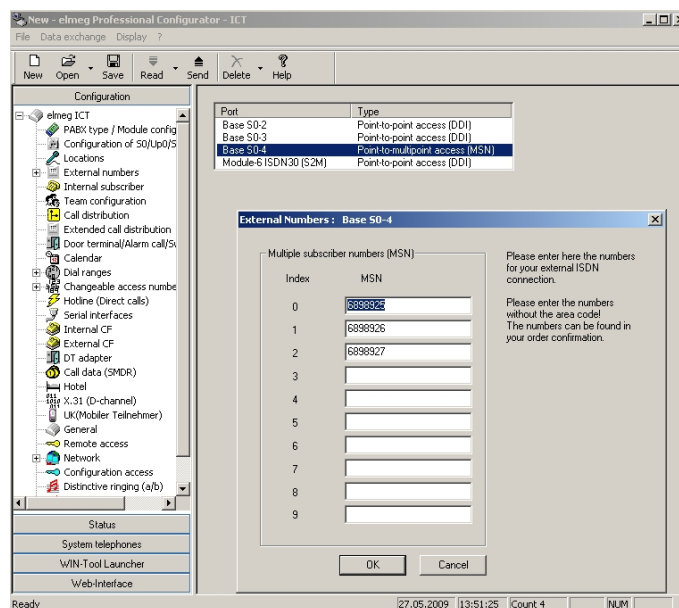 New - elmeg Professional Configurator - ICT
File Data exchange Display ?
New Open Save Read Send Delete Help
Configuration
elmeg ICT
PABX type / Module config
Configuration of S0/Up0/S
Locations
External numbers
Internal subscriber
Team configuration
Call distribution
Extended call distribution
Door terminal/Alarm call/Su
Calendar
Dial ranges
Changeable access numbe
Hotline (Direct calls)
Serial interfaces
Internal CF
External CF
DT adapter
Call data (SMDR)
Hotel
X.31 (D-channel)
UK(Mobiler Teilnehmer)
General
Remote access
Network
Configuration access
Distinctive ringing (a/b)
Status
System telephones
WIN-Tool Launcher
Web-Interface
Port Type
Base S0-2 Point-to-point access (DDI)
Base S0-3 Point-to-point access (DDI)
Base S0-4 Point-to-multipoint access (MSN)
Module-6 ISDN30 (S2M) Point-to-point access (DDI)
External Numbers : Base S0-4
Multiple subscriber numbers (MSN)
Index MSN
0 6898925
1 6898926
2 6898927
3
4
5
6
7
8
9
Please enter here the numbers
for your external ISDN
connection.
Please enter the numbers
without the area code!
The numbers can be found in
your order confirmation.
OK Cancel
Ready 27.05.2009 13:51:25 Count 4 NUM